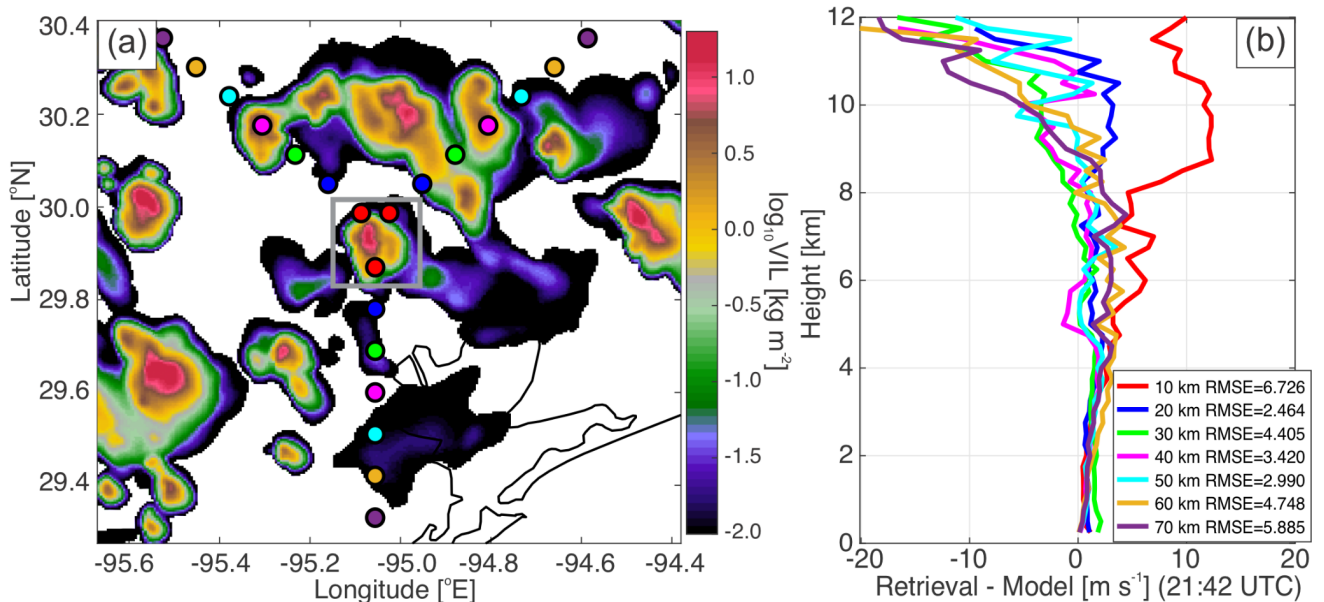 (a)
30.4
30.2
30.0
29.8
29.6
29.4
Latitude [°N]
-95.6
-95.4
-95.2
-95.0
-94.8
-94.6
-94.4
Longitude [°E]
1.0
0.5
0.0
-0.5
-1.0
-1.5
-2.0
log10 VIL [kg m-2]
(b)
12
10
8
6
4
2
0
Height [km]
10 km RMSE=6.726
20 km RMSE=2.464
30 km RMSE=4.405
40 km RMSE=3.420
50 km RMSE=2.990
60 km RMSE=4.748
70 km RMSE=5.885
-20
-10
0
10
20
Retrieval - Model [m s-1] (21:42 UTC)